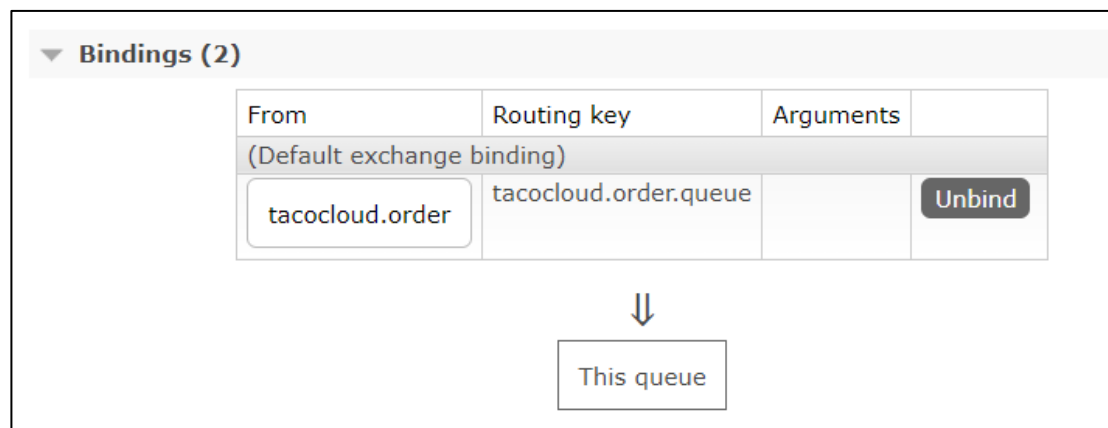 Bindings (2)
From Routing key Arguments
(Default exchange binding)
tacocloud.order tacocloud.order.queue Unbind
⇓
This queue